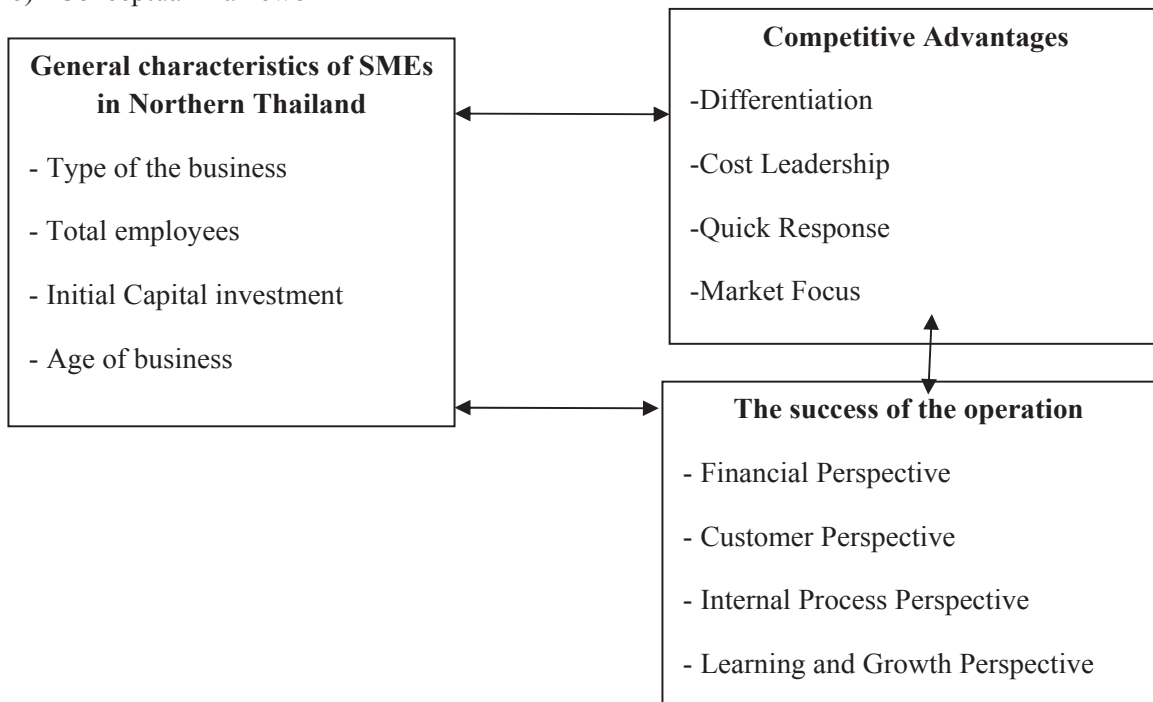 General characteristics of SMEs
in Northern Thailand
- Type of the business
- Total employees
- Initial Capital investment
- Age of business
Competitive Advantages
-Differentiation
-Cost Leadership
-Quick Response
-Market Focus
The success of the operation
- Financial Perspective
- Customer Perspective
- Internal Process Perspective
- Learning and Growth Perspective